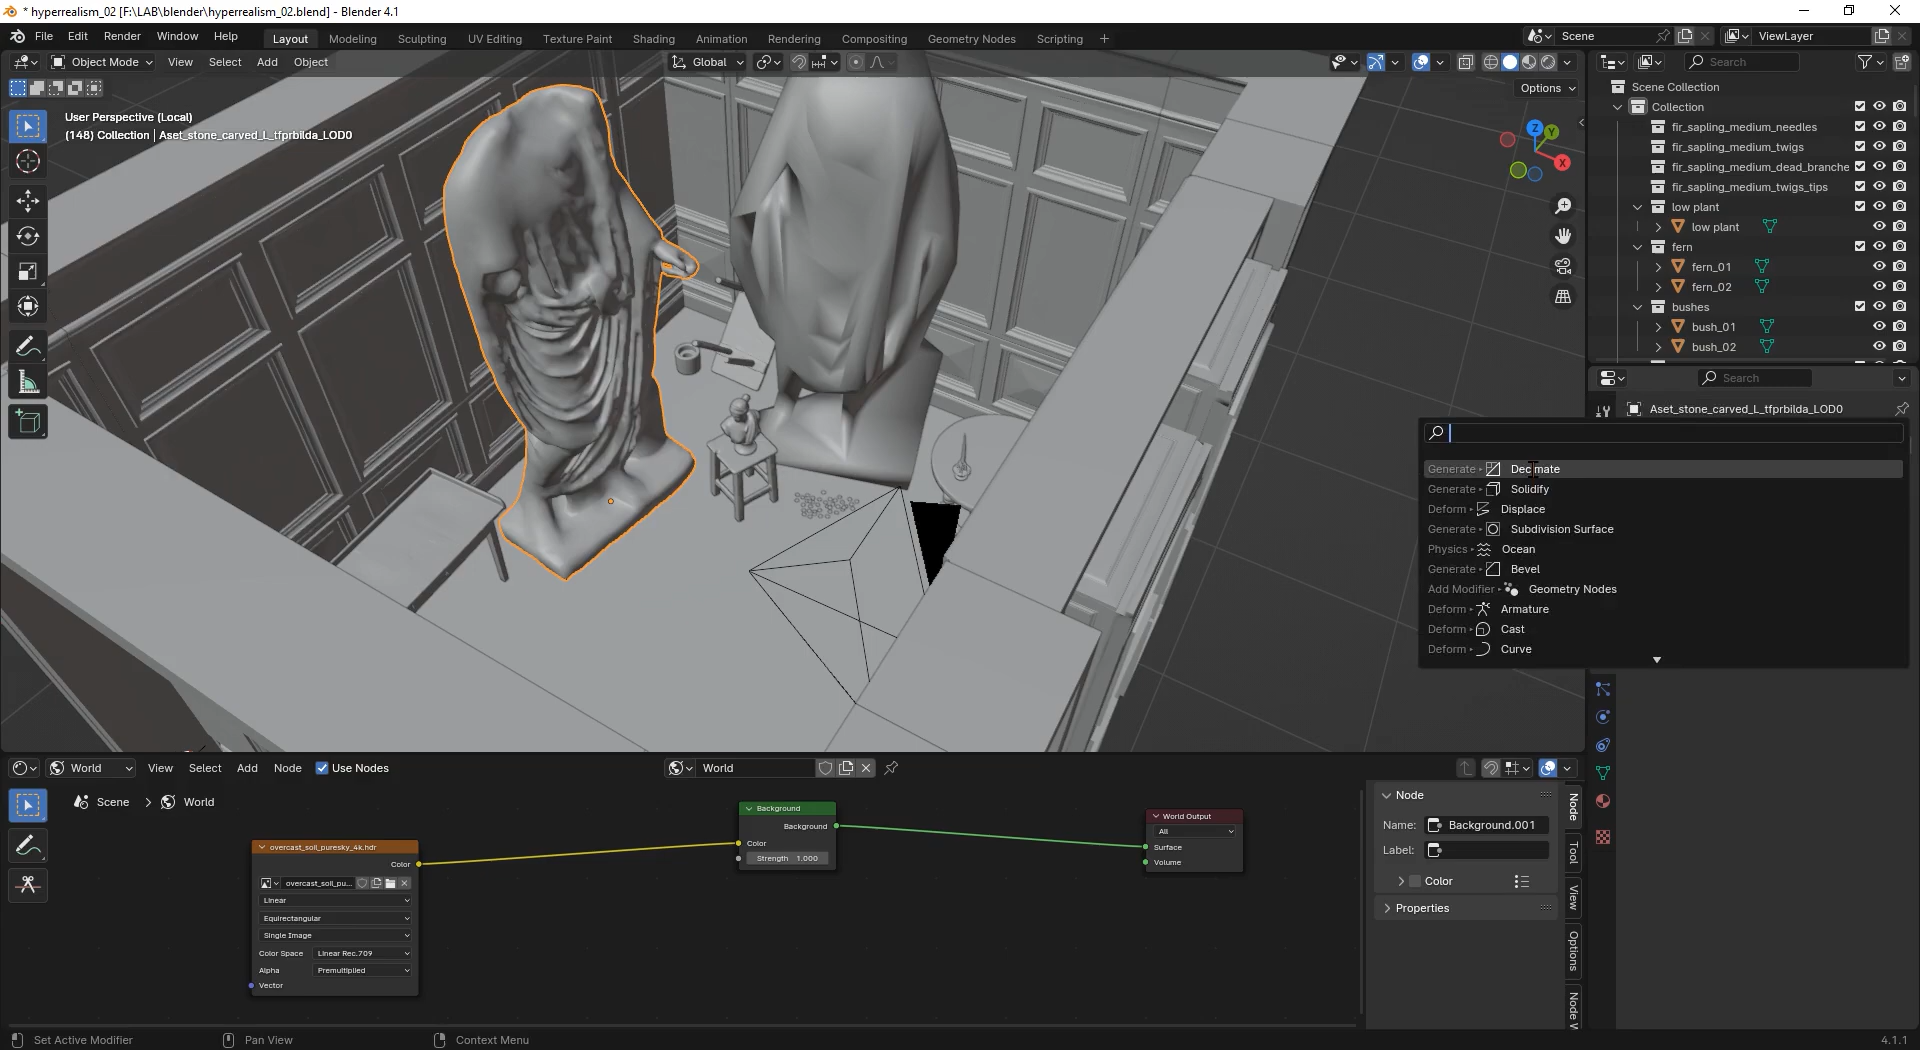 * hyperrealism_02 [F:\LAB\blender\hyperrealism_02.blend] - Blender 4.1
File Edit Render Window Help
Layout Modeling Sculpting UV Editing Texture Paint Shading Animation Rendering Compositing Geometry Nodes Scripting +
Scene
ViewLayer
Object Mode View Select Add Object
Global
Search
Options
User Perspective (Local)
(148) Collection | Aset_stone_carved_L_tfprbilda_LOD0
Z
Y
X
Scene Collection
Collection
fir_sapling_medium_needles
fir_sapling_medium_twigs
fir_sapling_medium_dead_branche
fir_sapling_medium_twigs_tips
low plant
low plant
fern
fern_01
fern_02
bushes
bush_01
bush_02
Search
Aset_stone_carved_L_tfprbilda_LOD0
Generate Decimate
Generate Solidify
Deform Displace
Generate Subdivision Surface
Physics Ocean
Generate Bevel
Add Modifier Geometry Nodes
Deform Armature
Deform Cast
Deform Curve
World View Select Add Node Use Nodes
World
Scene > World
overcast_soil_puresky_4k.hdr
Color
overcast_soil_pu...
Linear
Equirectangular
Single Image
Color Space Linear Rec.709
Alpha Premultiplied
Vector
Background
Background
Color
Strength 1.000
World Output
All
Surface
Volume
Node
Name: Background.001
Label:
Color
Properties
Node
Tool
View
Options
Node W
Set Active Modifier
Pan View
Context Menu
4.1.1